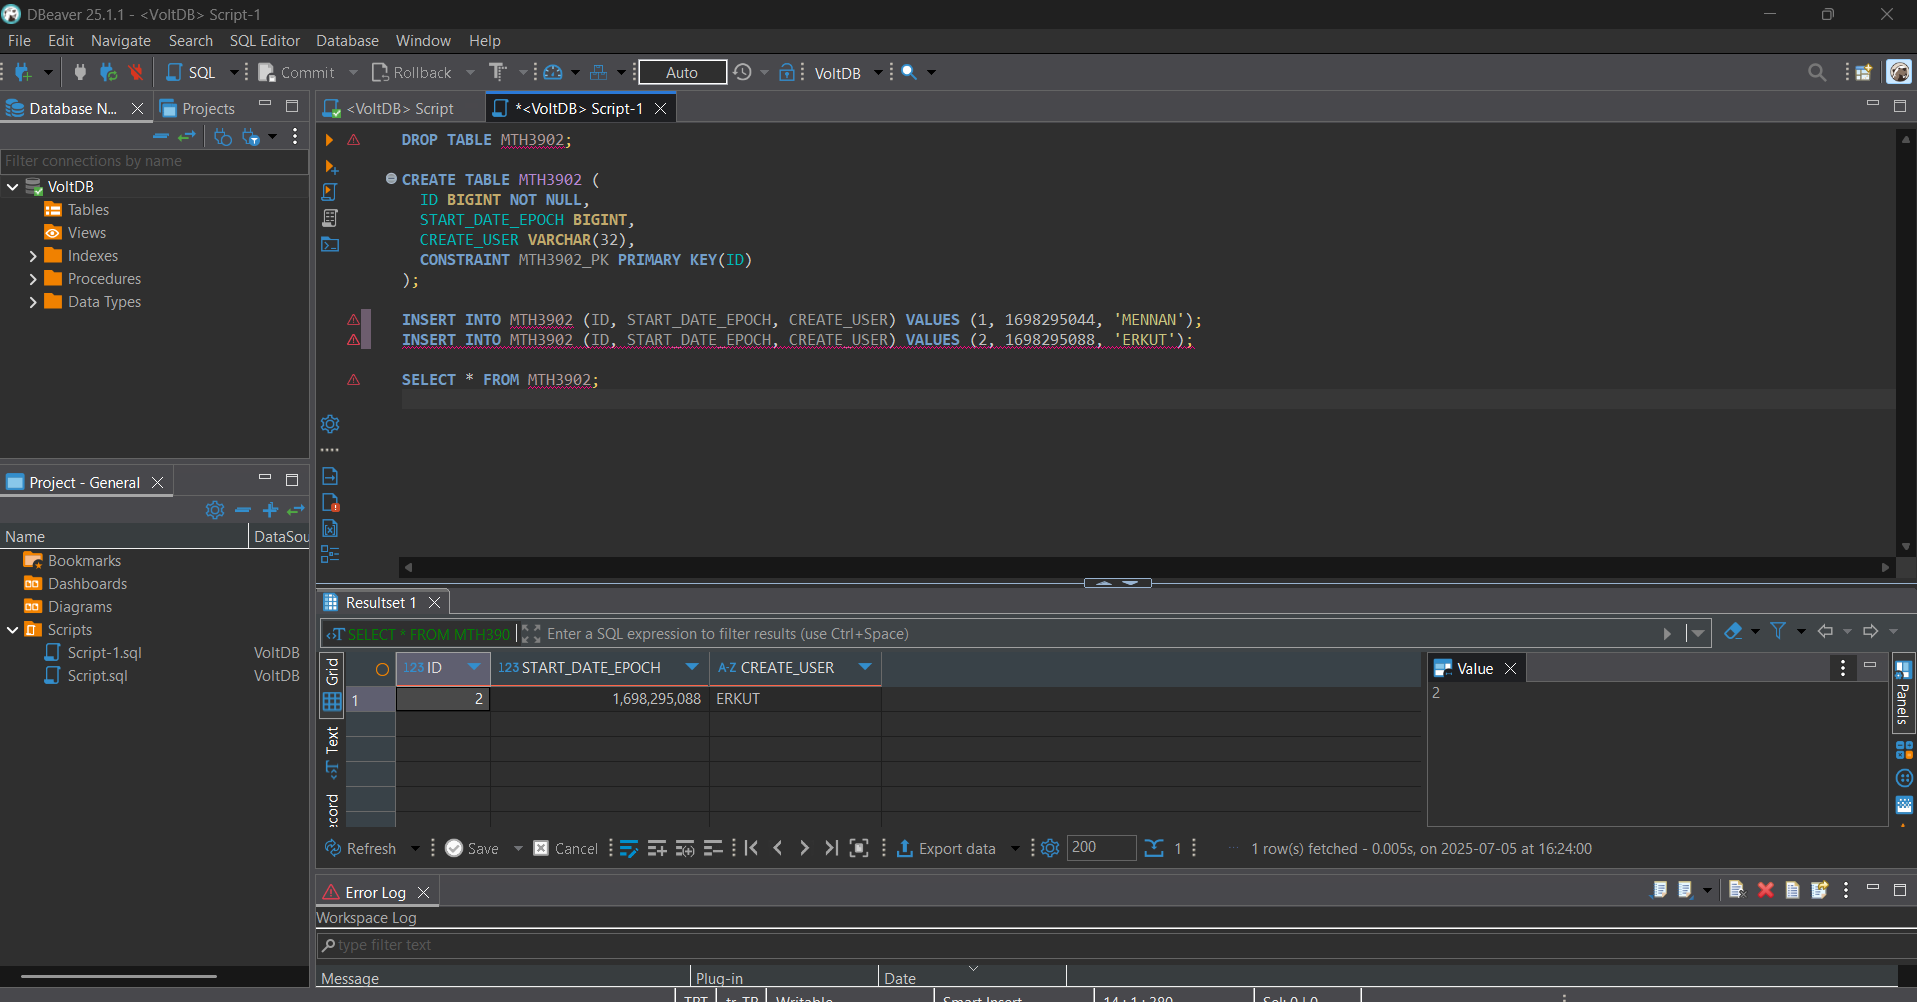 DBeaver 25.1.1 - <VoltDB> Script-1
File Edit Navigate Search SQL Editor Database Window Help
SQL Commit Rollback T Auto VoltDB
Database N... Projects
Filter connections by name
VoltDB
Tables
Views
Indexes
Procedures
Data Types
Project - General
Name DataSou
Bookmarks
Dashboards
Diagrams
Scripts
Script-1.sql VoltDB
Script.sql VoltDB
<VoltDB> Script *<VoltDB> Script-1
DROP TABLE MTH3902;
CREATE TABLE MTH3902 (
ID BIGINT NOT NULL,
START_DATE_EPOCH BIGINT,
CREATE_USER VARCHAR(32),
CONSTRAINT MTH3902_PK PRIMARY KEY(ID)
);
INSERT INTO MTH3902 (ID, START_DATE_EPOCH, CREATE_USER) VALUES (1, 1698295044, 'MENNAN');
INSERT INTO MTH3902 (ID, START_DATE_EPOCH, CREATE_USER) VALUES (2, 1698295088, 'ERKUT');
SELECT * FROM MTH3902;
Resultset 1
SELECT * FROM MTH390 Enter a SQL expression to filter results (use Ctrl+Space)
Grid
Text
ecord
123 ID 123 START_DATE_EPOCH A-Z CREATE_USER
1 2 1,698,295,088 ERKUT
Value
2
Panels
Refresh Save Cancel Export data 200 1 1 row(s) fetched - 0.005s, on 2025-07-05 at 16:24:00
Error Log
Workspace Log
type filter text
Message Plug-in Date
TRT tr_TR Writable Smart Insert 14 : 1 : 380 Sel: 0 | 0